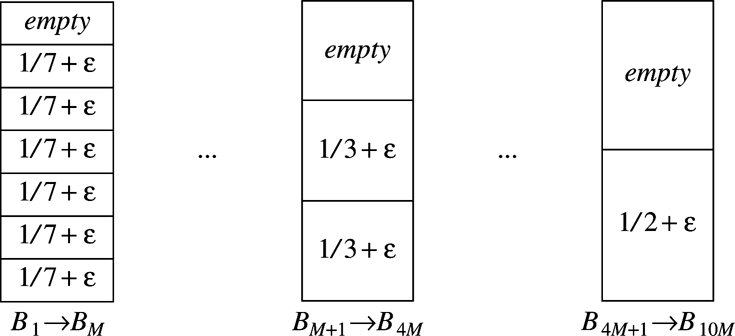 empty
1/7 + ε
1/7 + ε
1/7 + ε
1/7 + ε
1/7 + ε
1/7 + ε
B1→BM
...
empty
1/3 + ε
1/3 + ε
BM+1→B4M
...
empty
1/2 + ε
B4M+1→B10M